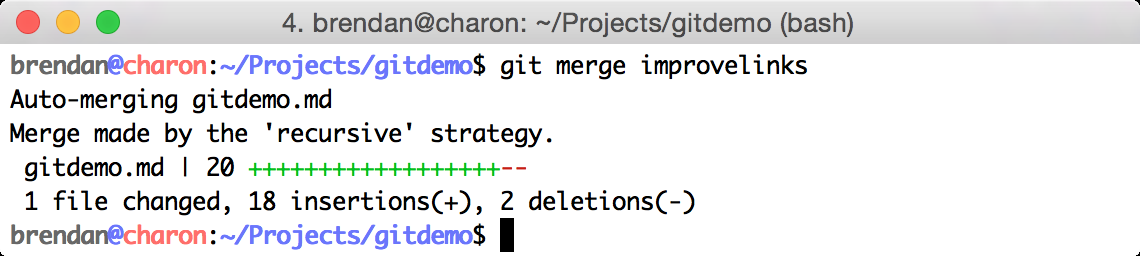 4. brendan@charon: ~/Projects/gitdemo (bash)
brendan@charon:~/Projects/gitdemo$ git merge improvelinks
Auto-merging gitdemo.md
Merge made by the 'recursive' strategy.
 gitdemo.md | 20 ++++++++++++++++++--
 1 file changed, 18 insertions(+), 2 deletions(-)
brendan@charon:~/Projects/gitdemo$